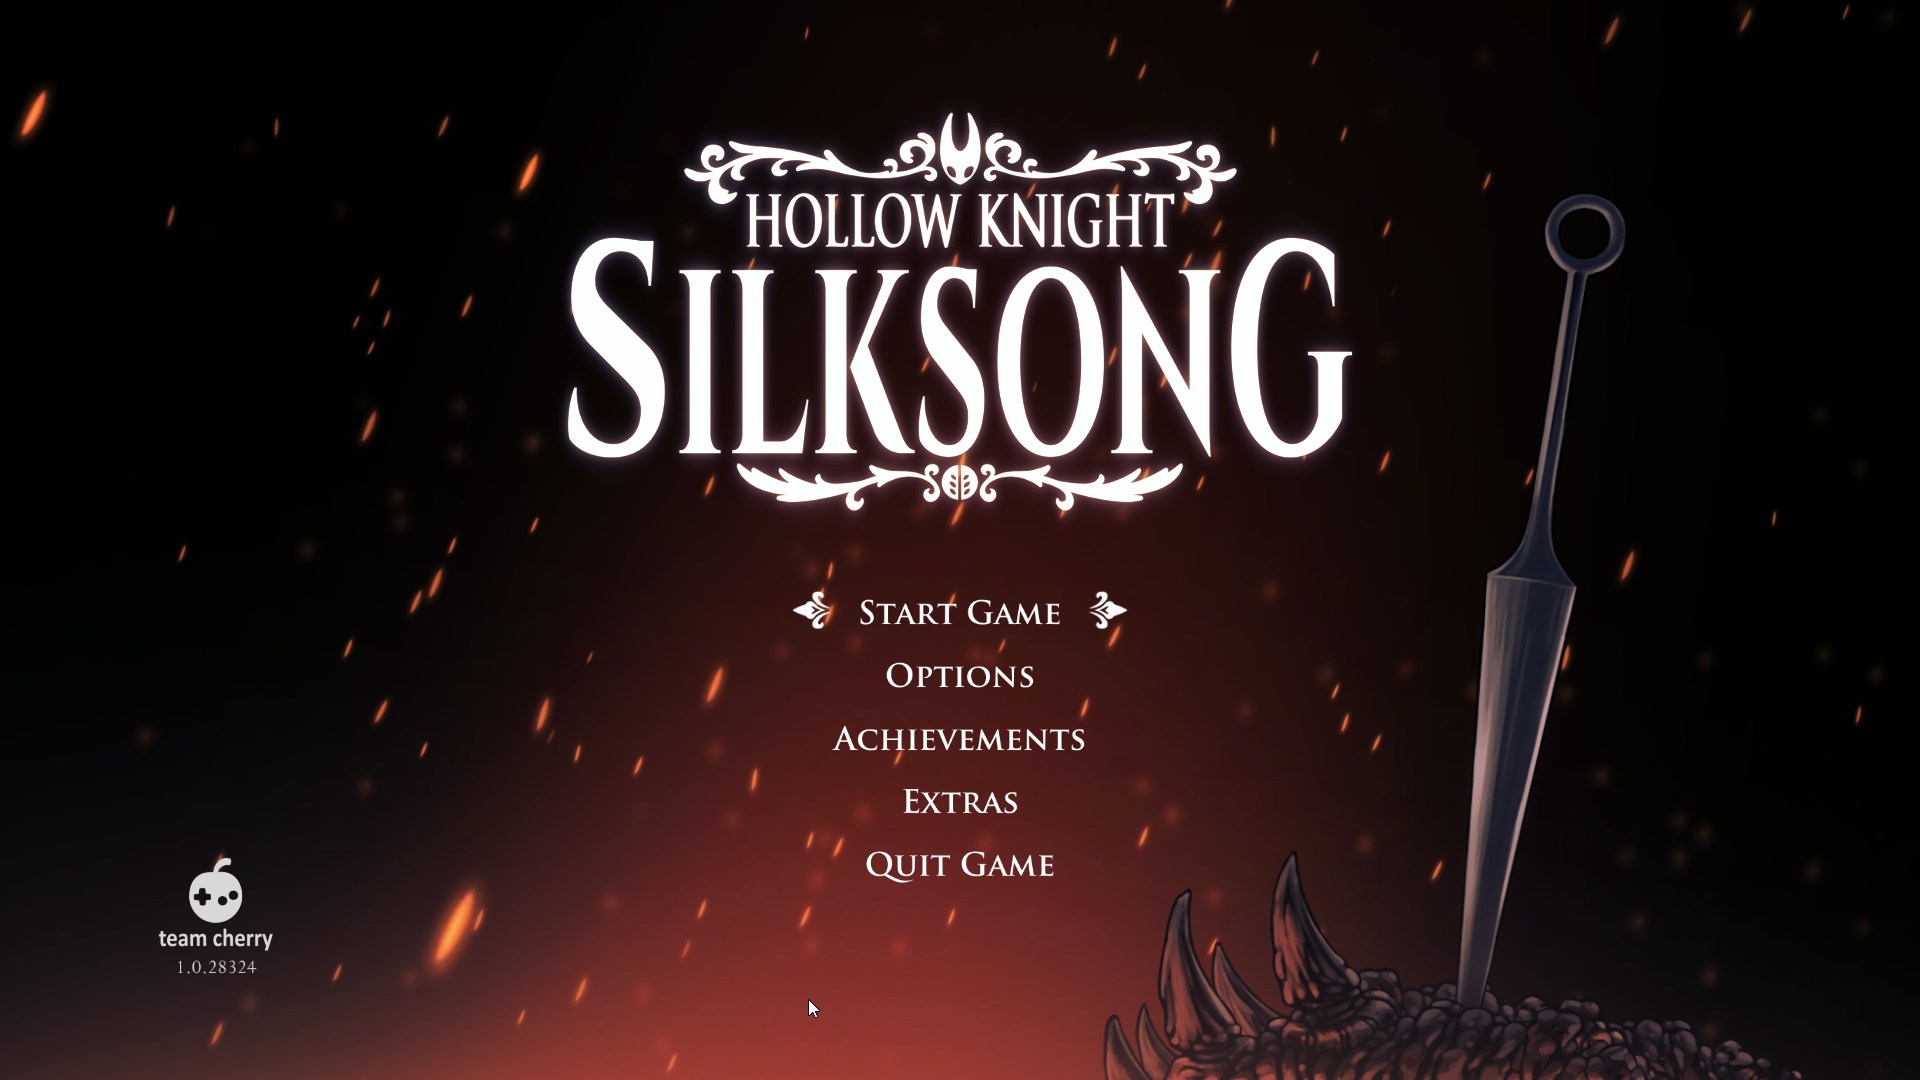 HOLLOW KNIGHT
SILKSONG
START GAME
OPTIONS
ACHIEVEMENTS
EXTRAS
QUIT GAME
team cherry
1.0.28324